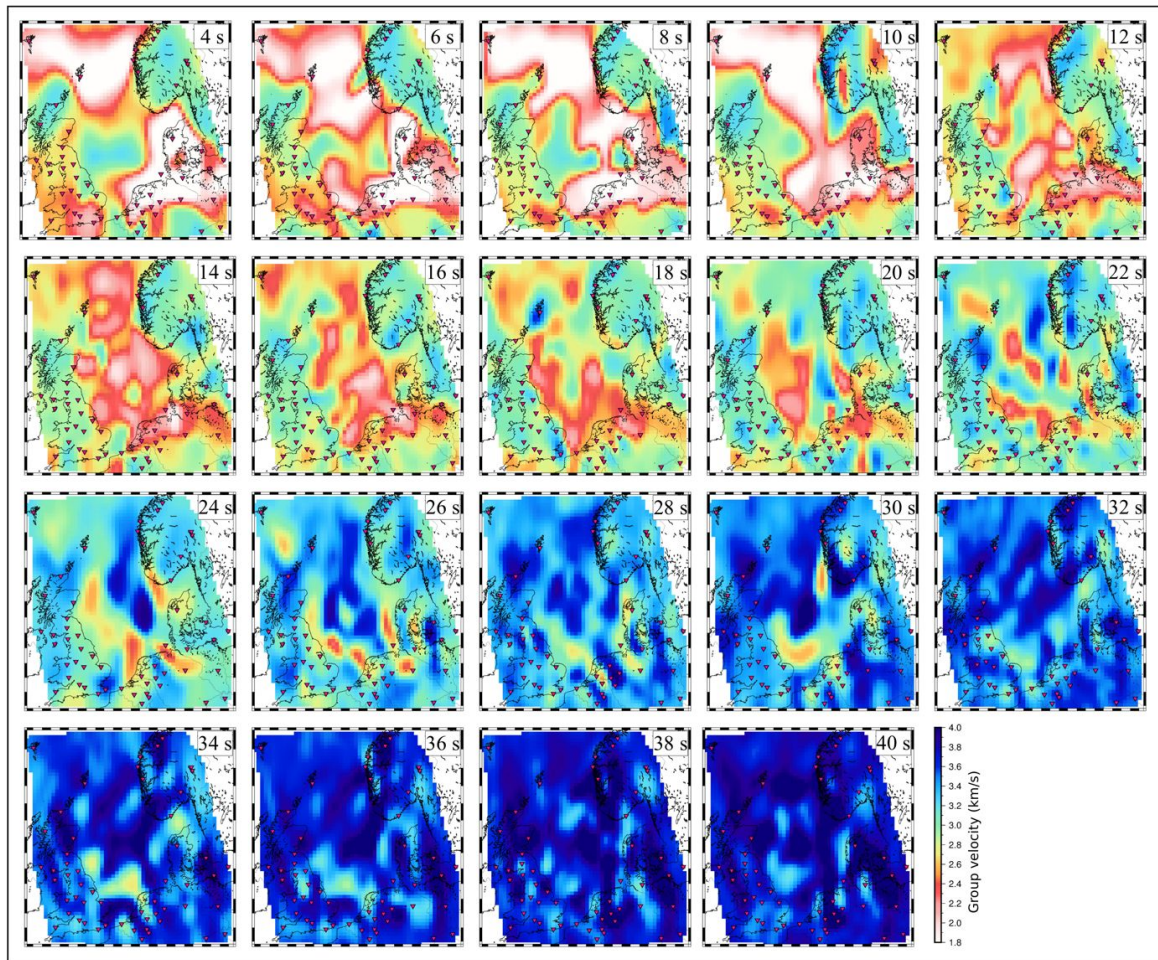 4 s
6 s
8 s
10 s
12 s
14 s
16 s
18 s
20 s
22 s
24 s
26 s
28 s
30 s
32 s
34 s
36 s
38 s
40 s
4.0
3.8
3.6
3.4
3.2
3.0
2.8
2.6
2.4
2.2
2.0
1.8
Group velocity (km/s)